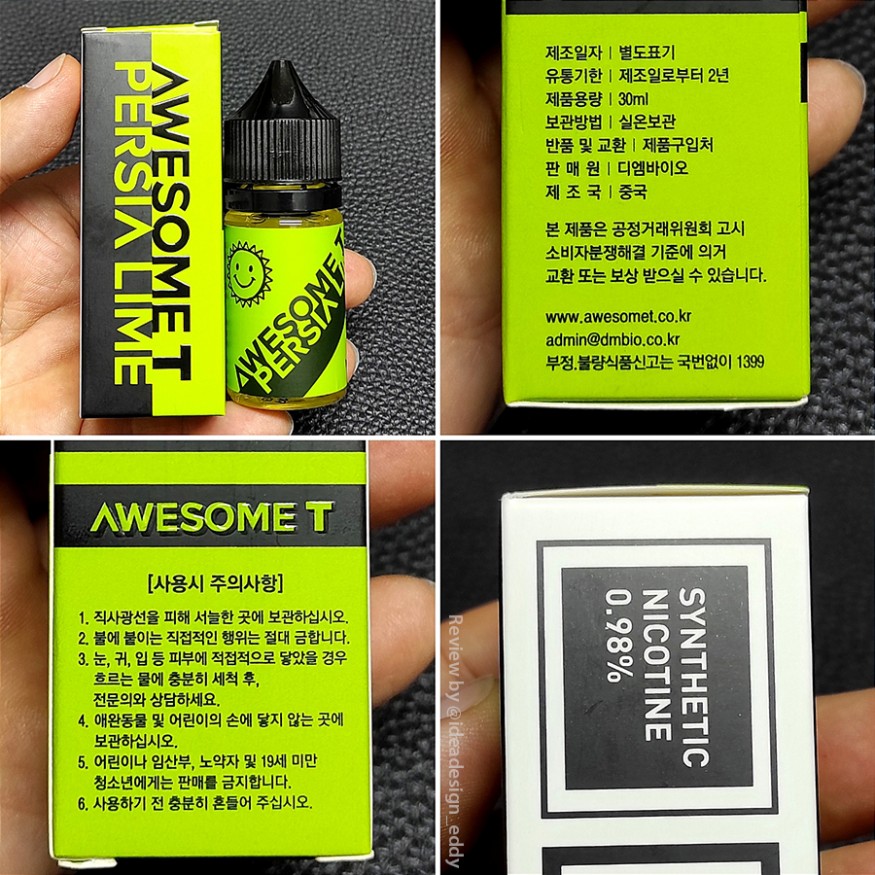 AWESOME T
PERSIA LIME
AWESOME T
PERSIA
제조일자 | 별도표기
유통기한 | 제조일로부터 2년
제품용량 | 30ml
보관방법 | 실온보관
반품 및 교환 | 제품구입처
판 매 원 | 디엠바이오
제 조 국 | 중국
본 제품은 공정거래위원회 고시
소비자분쟁해결 기준에 의거
교환 또는 보상 받으실 수 있습니다.
www.awesomet.co.kr
admin@dmbio.co.kr
부정,불량식품신고는 국번없이 1399
AWESOME T
[사용시 주의사항]
1. 직사광선을 피해 서늘한 곳에 보관하십시오.
2. 불에 붙이는 직접적인 행위는 절대 금합니다.
3. 눈, 귀, 입 등 피부에 적접적으로 닿았을 경우
흐르는 물에 충분히 세척 후,
전문의와 상담하세요.
4. 애완동물 및 어린이의 손에 닿지 않는 곳에
보관하십시오.
5. 어린이나 임산부, 노약자 및 19세 미만
청소년에게는 판매를 금지합니다.
6. 사용하기 전 충분히 흔들어 주십시오.
SYNTHETIC
NICOTINE
0.98%
Review by @ideadesign_eddy